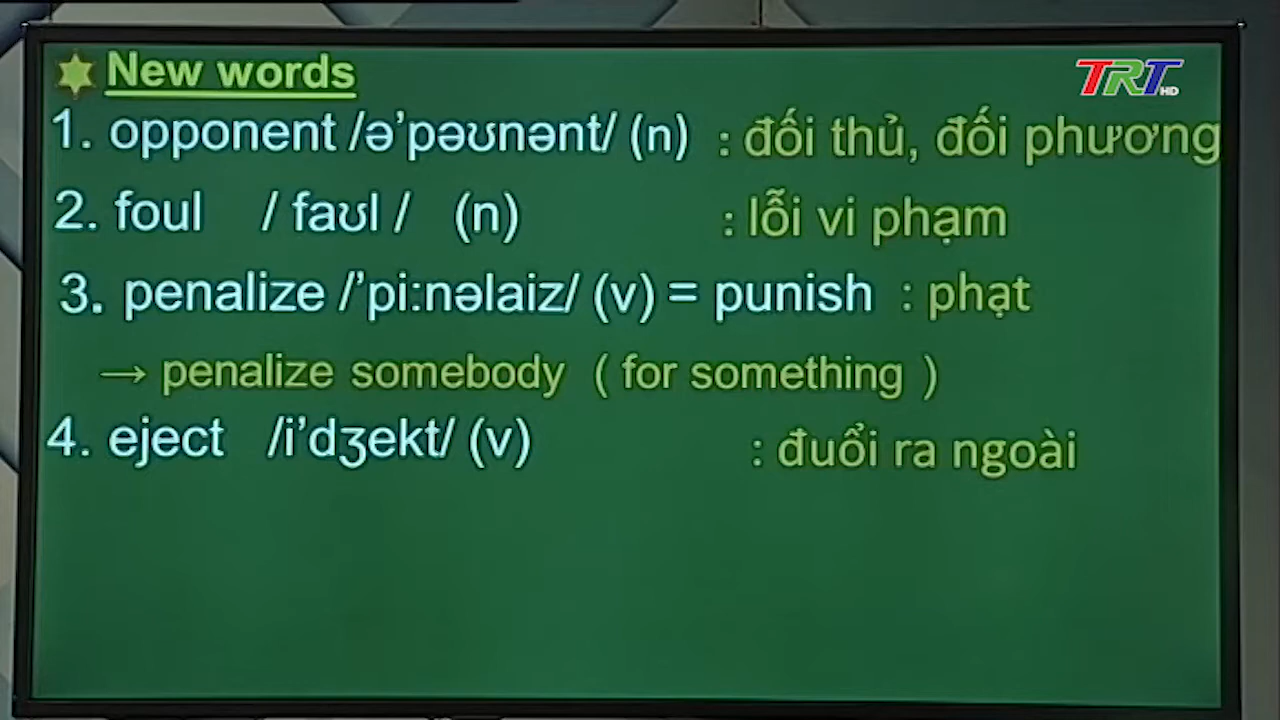 New words
TRT HD
1. opponent /ə’pəʊnənt/ (n) : đối thủ, đối phương
2. foul / faʊl / (n) : lỗi vi phạm
3. penalize /’pi:nəlaiz/ (v) = punish : phạt
→ penalize somebody ( for something )
4. eject /i’dʒekt/ (v) : đuổi ra ngoài